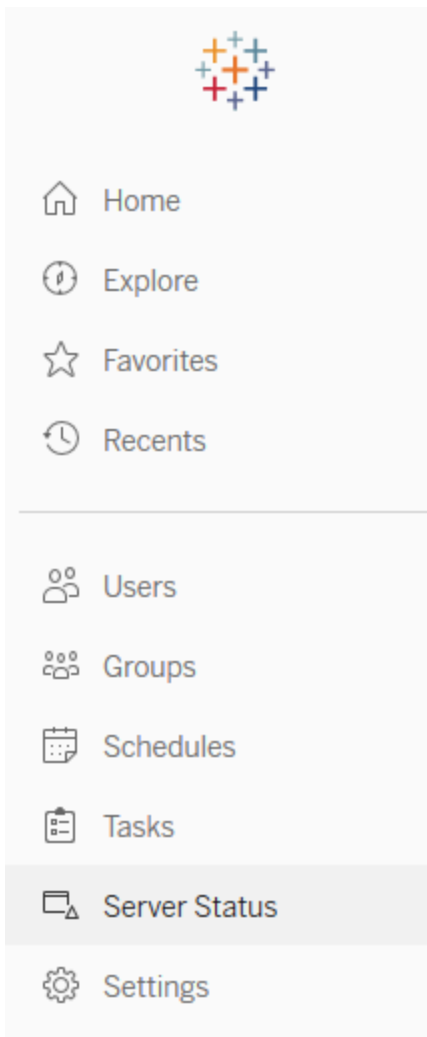 Home
Explore
Favorites
Recents
Users
Groups
Schedules
Tasks
Server Status
Settings